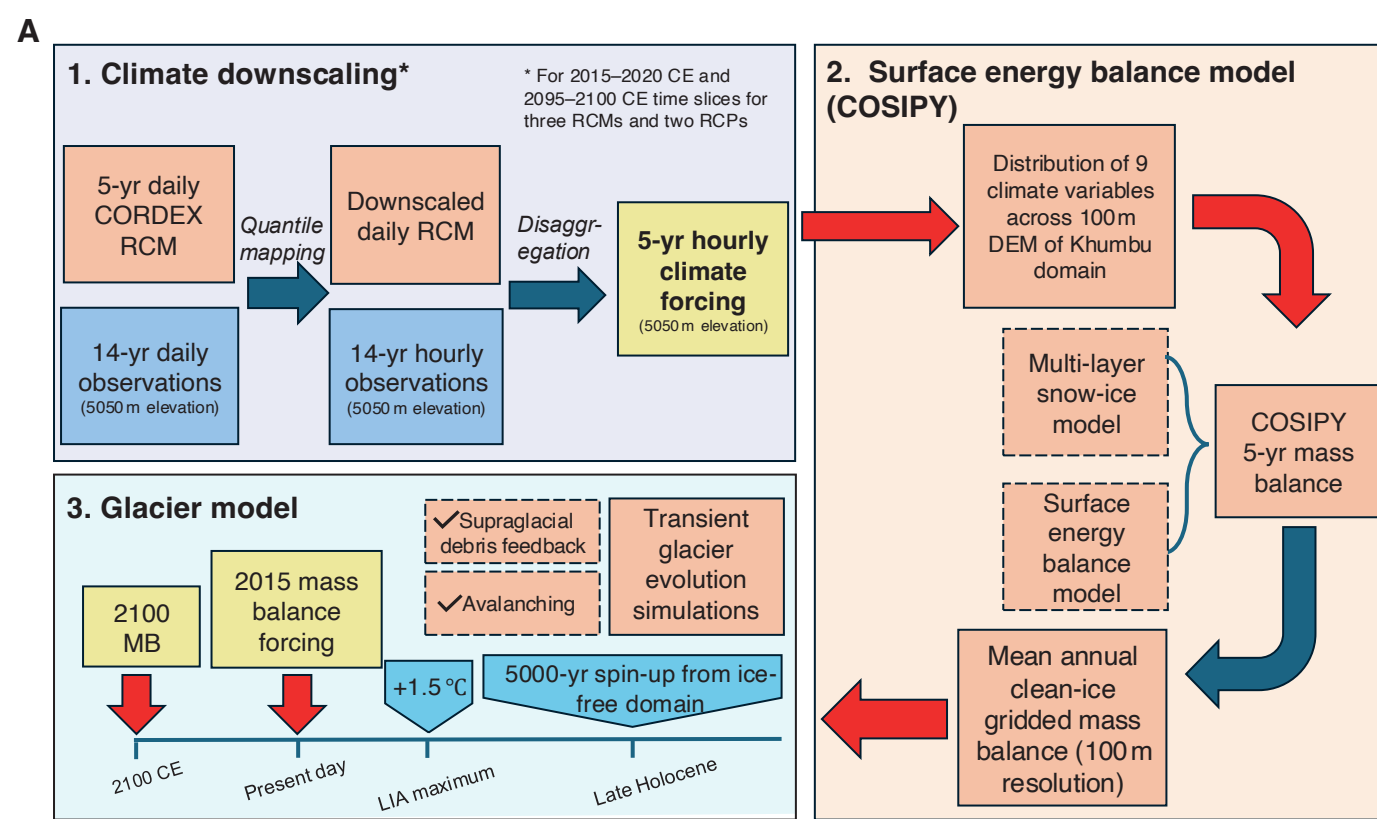 A
1. Climate downscaling*
* For 2015–2020 CE and
2095–2100 CE time slices for
three RCMs and two RCPs
5-yr daily
CORDEX
RCM
Quantile
mapping
Downscaled
daily RCM
Disaggr-
egation
5-yr hourly
climate
forcing
(5050 m elevation)
14-yr daily
observations
(5050 m elevation)
14-yr hourly
observations
(5050 m elevation)
2. Surface energy balance model
(COSIPY)
Distribution of 9
climate variables
across 100 m
DEM of Khumbu
domain
Multi-layer
snow-ice
model
Surface
energy
balance
model
COSIPY
5-yr mass
balance
Mean annual
clean-ice
gridded mass
balance (100 m
resolution)
3. Glacier model
✓Supraglacial
debris feedback
✓Avalanching
Transient
glacier
evolution
simulations
2100
MB
2015 mass
balance
forcing
+1.5 °C
5000-yr spin-up from ice-
free domain
2100 CE
Present day
LIA maximum
Late Holocene